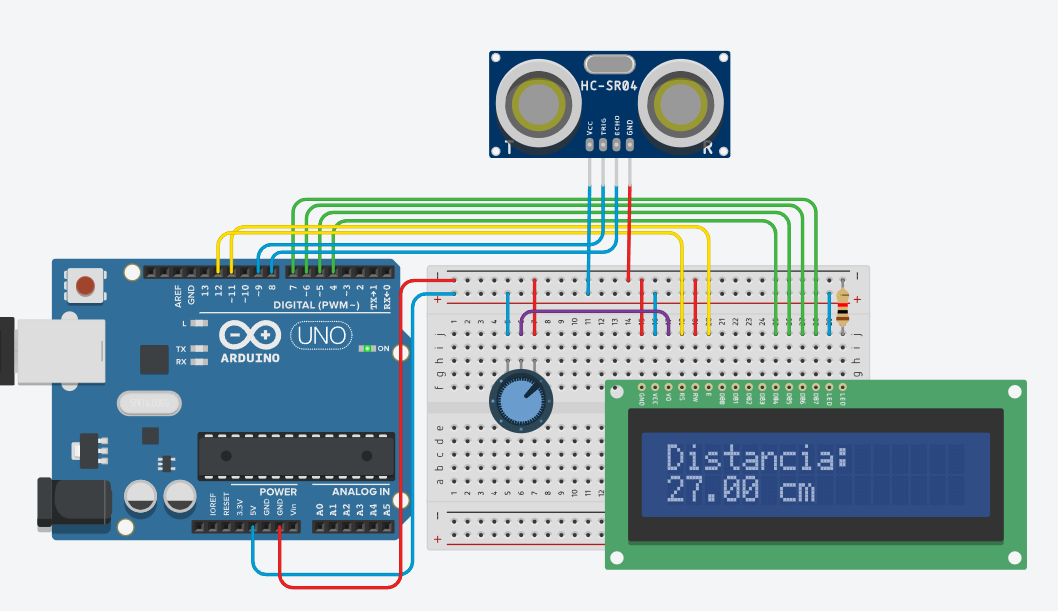 HC-SR04
VCC
TRIG
ECHO
GND
T
R
AREF
GND
13
12
~11
~10
~9
8
7
~6
~5
4
~3
2
TX→1
RX←0
DIGITAL (PWM~)
L
TX
RX
ARDUINO
UNO
ON
IOREF
RESET
3.3V
5V
GND
GND
Vin
POWER
ANALOG IN
A0
A1
A2
A3
A4
A5
GND
VCC
VO
RS
RW
E
DB0
DB1
DB2
DB3
DB4
DB5
DB6
DB7
LED
LED
Distancia:
27.00 cm